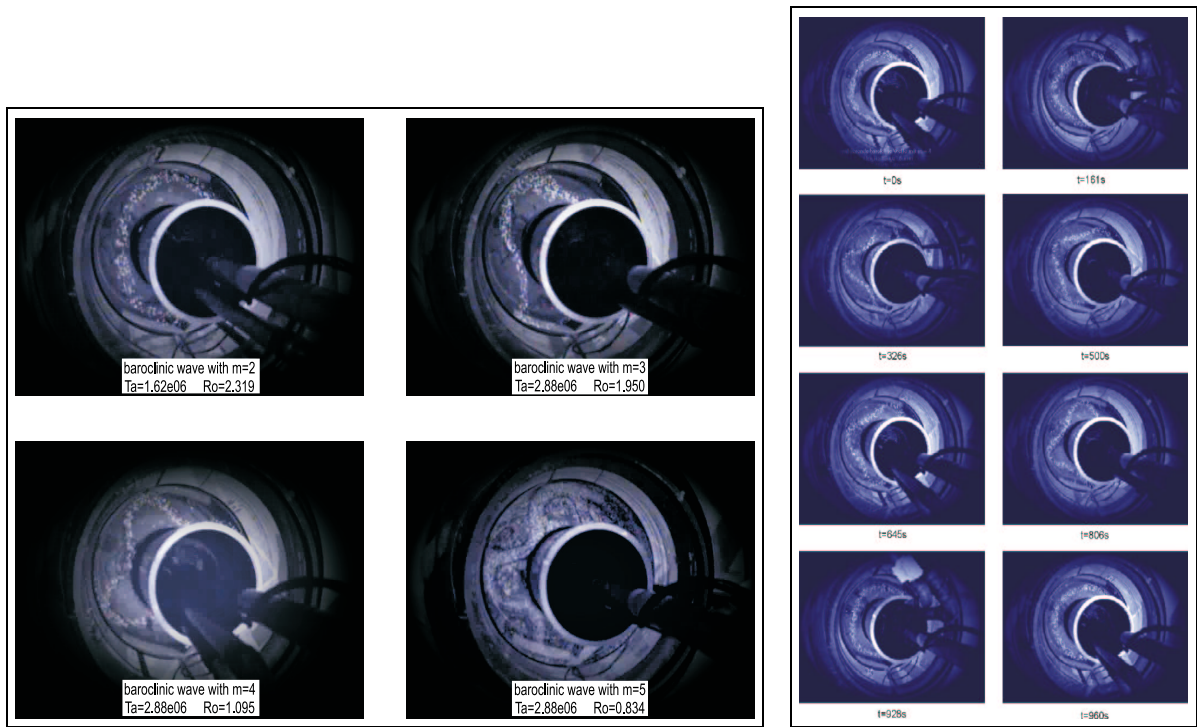 baroclinic wave with m=2
Ta=1.62e06 Ro=2.319
baroclinic wave with m=3
Ta=2.88e06 Ro=1.950
baroclinic wave with m=4
Ta=2.88e06 Ro=1.095
baroclinic wave with m=5
Ta=2.88e06 Ro=0.834
t=0s
t=161s
t=326s
t=500s
t=645s
t=806s
t=928s
t=960s